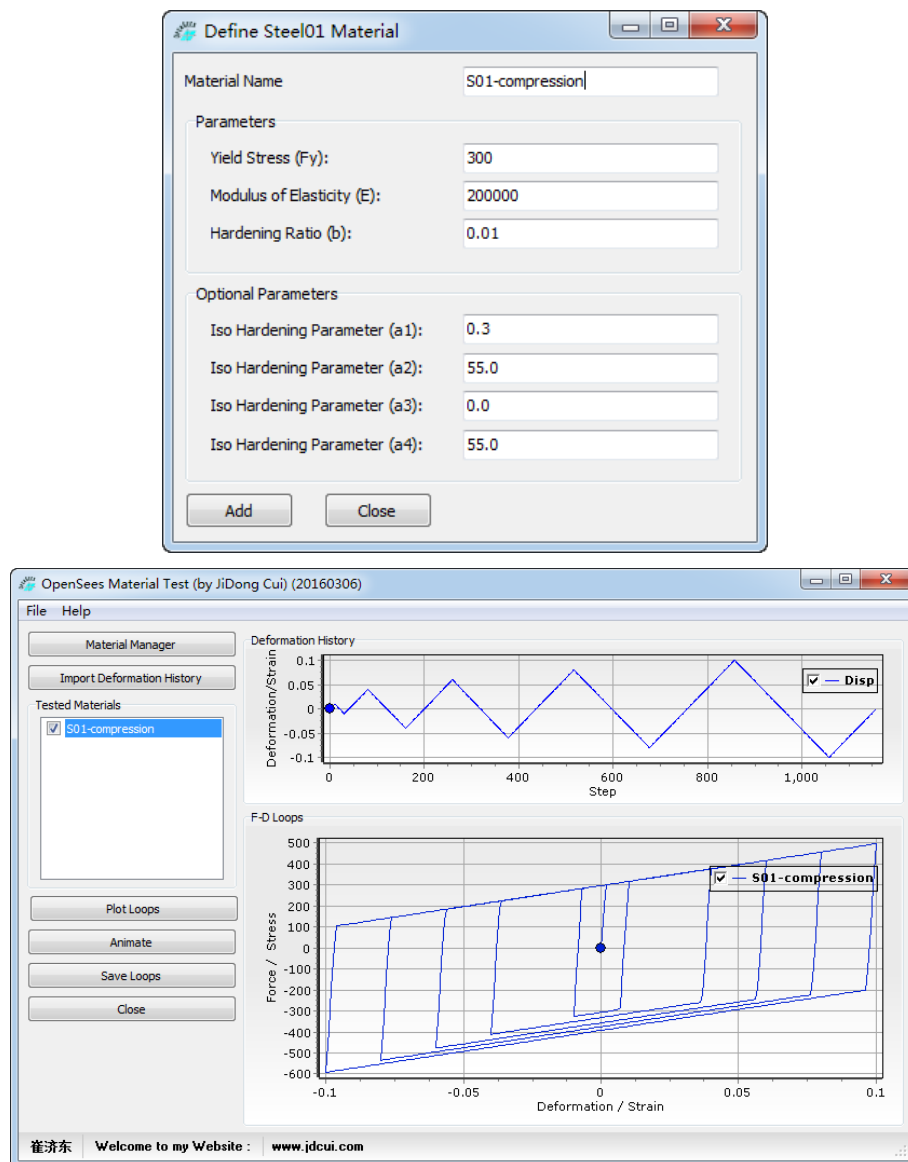 Define Steel01 Material
Material Name S01-compression
Parameters
Yield Stress (Fy): 300
Modulus of Elasticity (E): 200000
Hardening Ratio (b): 0.01
Optional Parameters
Iso Hardening Parameter (a1): 0.3
Iso Hardening Parameter (a2): 55.0
Iso Hardening Parameter (a3): 0.0
Iso Hardening Parameter (a4): 55.0
Add Close
OpenSees Material Test (by JiDong Cui) (20160306)
File Help
Material Manager
Import Deformation History
Tested Materials
S01-compression
Plot Loops
Animate
Save Loops
Close
Deformation History
Deformation/Strain
0.1
0.05
0
-0.05
-0.1
Disp
0 200 400 600 800 1,000
Step
F-D Loops
Force / Stress
500
400
300
200
100
0
-100
-200
-300
-400
-500
-600
S01-compression
-0.1 -0.05 0 0.05 0.1
Deformation / Strain
崔济东 Welcome to my Website : www.jdcui.com